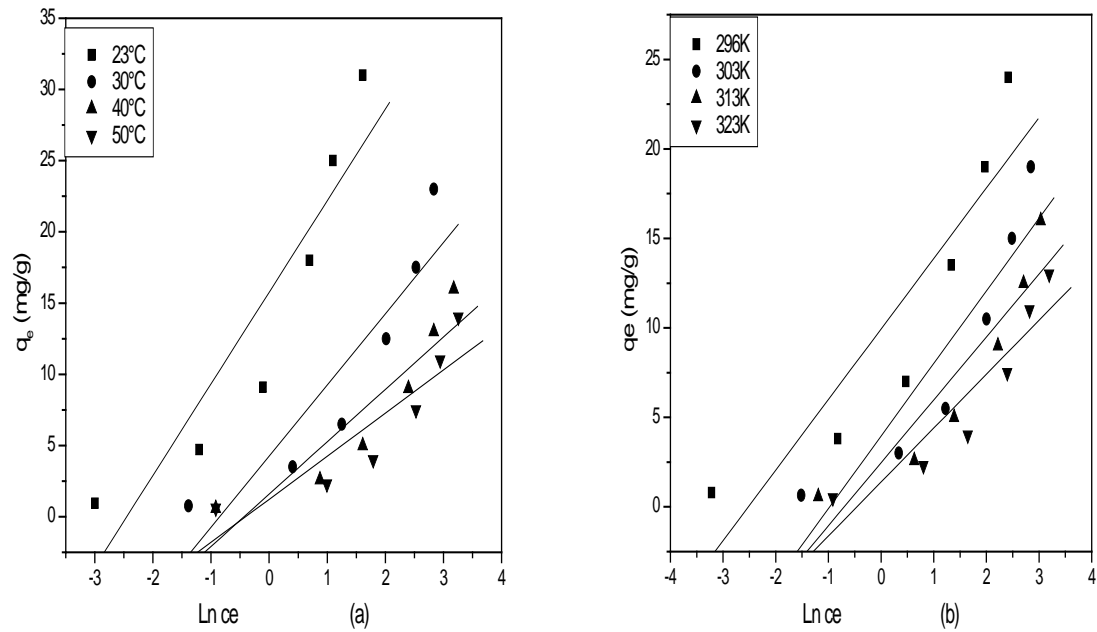 35
30
25
20
15
10
5
0
qe (mg/g)
23°C
30°C
40°C
50°C
-3 -2 -1 0 1 2 3 4
Ln ce (a)
25
20
15
10
5
0
qe (mg/g)
296K
303K
313K
323K
-4 -3 -2 -1 0 1 2 3 4
Ln ce (b)